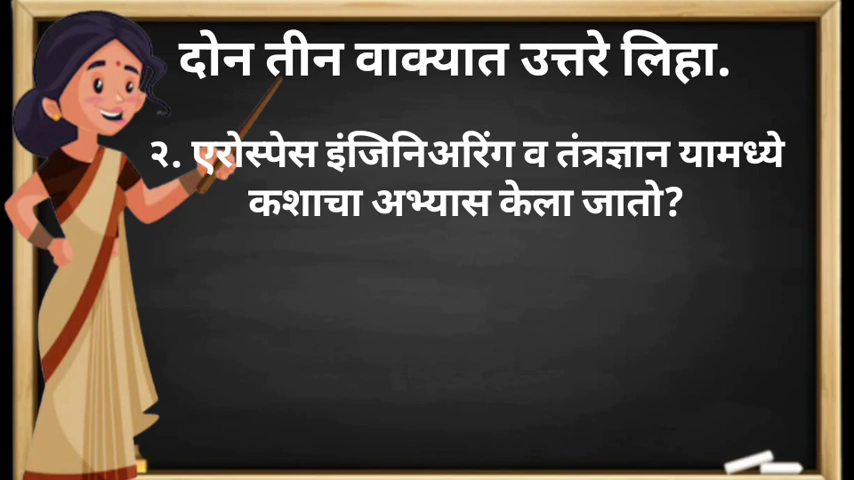 दोन तीन वाक्यात उत्तरे लिहा.
२. एरोस्पेस इंजिनिअरिंग व तंत्रज्ञान यामध्ये
कशाचा अभ्यास केला जातो?